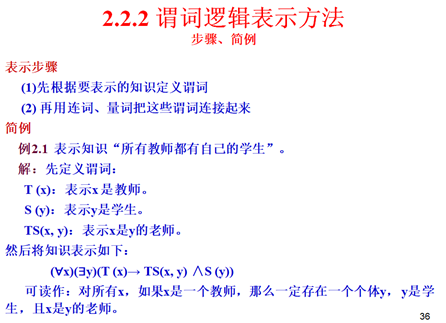 2.2.2 谓词逻辑表示方法
步骤、简例
表示步骤
(1)先根据要表示的知识定义谓词
(2) 再用连词、量词把这些谓词连接起来
简例
例2.1 表示知识“所有教师都有自己的学生”。
解：先定义谓词：
T (x)：表示x 是教师。
S (y)：表示y是学生。
TS(x, y)：表示x是y的老师。
然后将知识表示如下：
(∀x)(∃y)(T (x)→ TS(x, y) ∧S (y))
可读作：对所有x，如果x是一个教师，那么一定存在一个个体y，y是学
生，且x是y的老师。
36